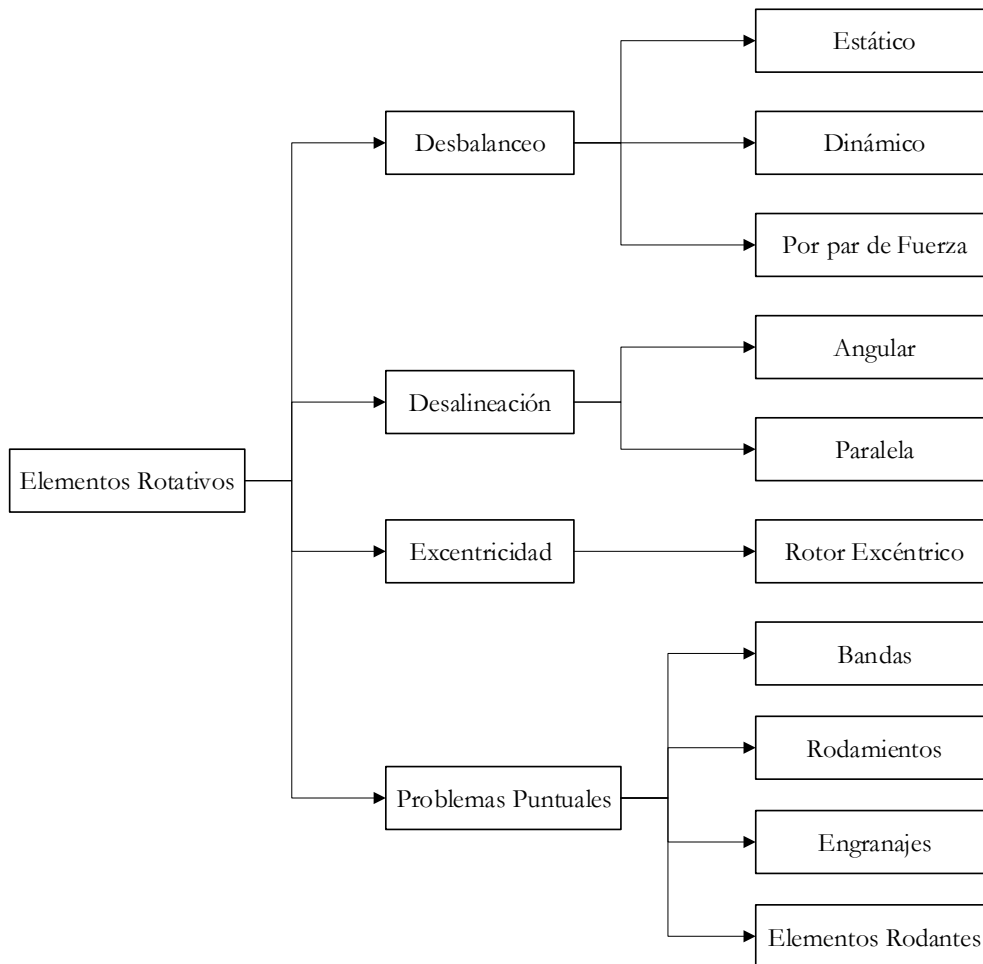 Estático
Desbalanceo
Dinámico
Por par de Fuerza
Angular
Desalineación
Paralela
Elementos Rotativos
Excentricidad
Rotor Excéntrico
Bandas
Rodamientos
Problemas Puntuales
Engranajes
Elementos Rodantes